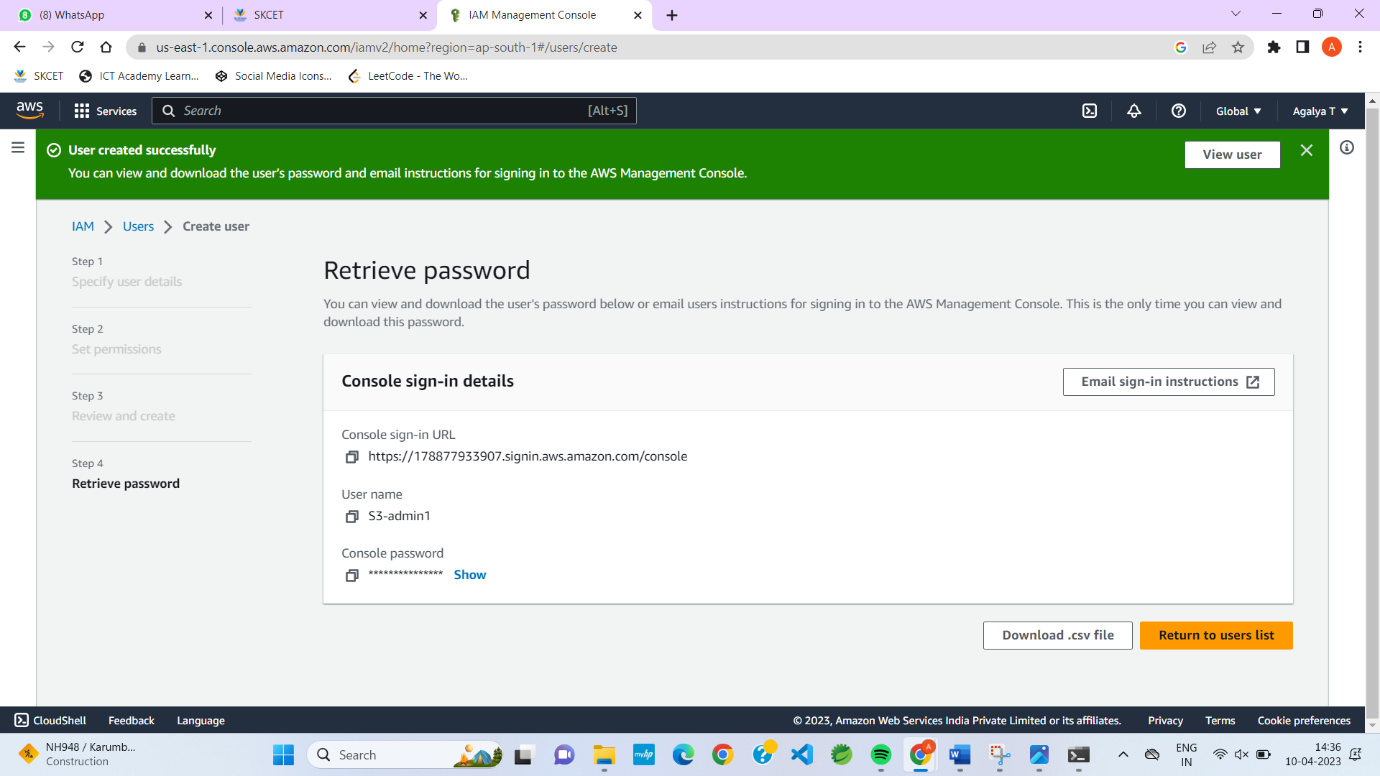 (8) WhatsApp
SKCET
IAM Management Console
us-east-1.console.aws.amazon.com/iamv2/home?region=ap-south-1#/users/create
A
SKCET
ICT Academy Learn...
Social Media Icons...
LeetCode - The Wo...
aws
Services
Search
[Alt+S]
Global
Agalya T
User created successfully
You can view and download the user's password and email instructions for signing in to the AWS Management Console.
View user
IAM
Users
Create user
Step 1
Specify user details
Step 2
Set permissions
Step 3
Review and create
Step 4
Retrieve password
Retrieve password
You can view and download the user's password below or email users instructions for signing in to the AWS Management Console. This is the only time you can view and
download this password.
Console sign-in details
Email sign-in instructions
Console sign-in URL
https://178877933907.signin.aws.amazon.com/console
User name
S3-admin1
Console password
*************** Show
Download .csv file
Return to users list
CloudShell
Feedback
Language
© 2023, Amazon Web Services India Private Limited or its affiliates.
Privacy
Terms
Cookie preferences
NH948 / Karumb...
Construction
Search
ENG
IN
14:36
10-04-2023